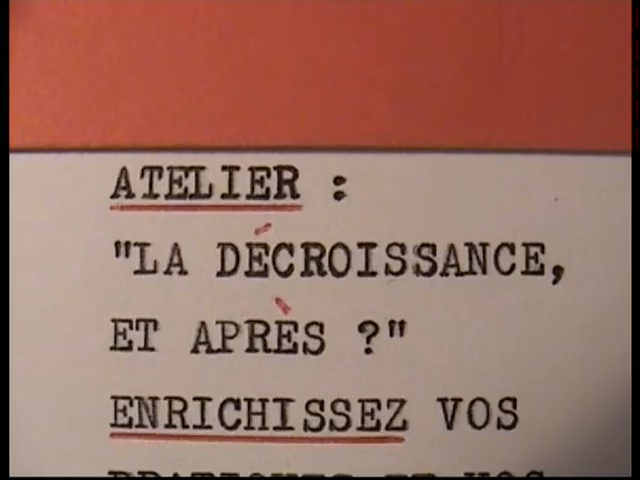 ATELIER :
"LA DÉCROISSANCE,
ET APRÈS ?"
ENRICHISSEZ VOS